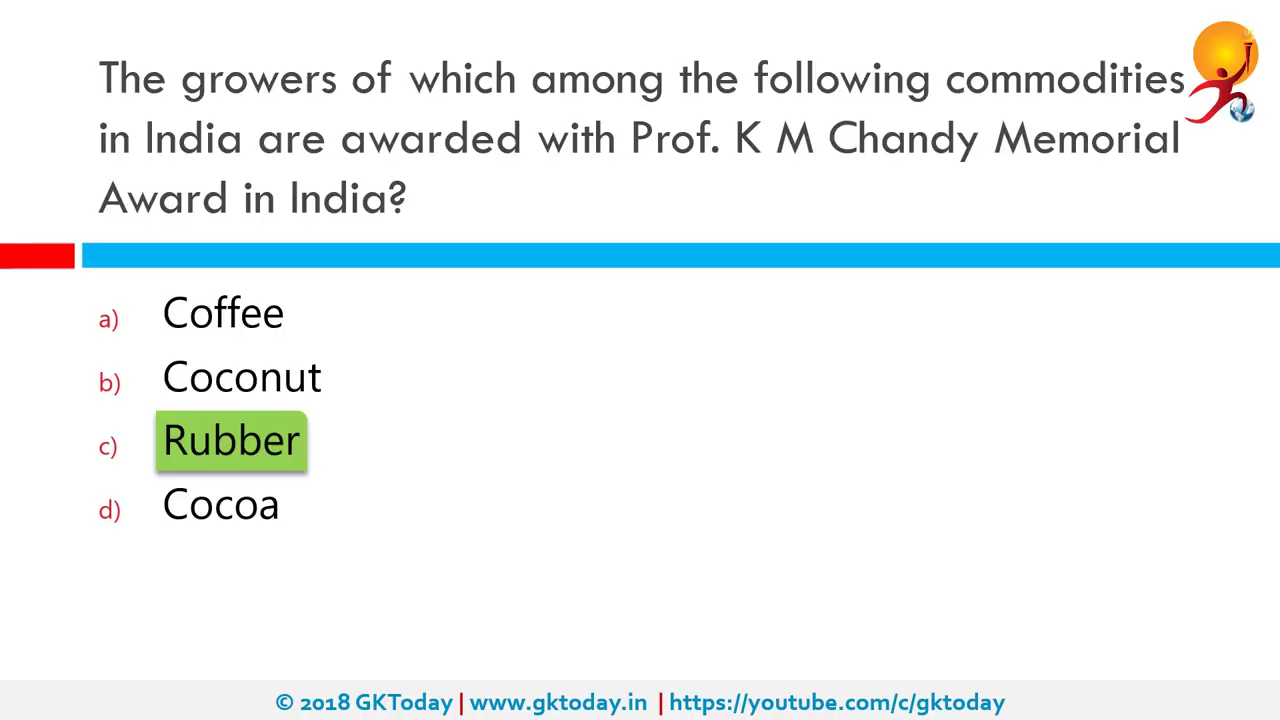 The growers of which among the following commodities
in India are awarded with Prof. K M Chandy Memorial
Award in India?
a) Coffee
b) Coconut
c) Rubber
d) Cocoa
© 2018 GKToday | www.gktoday.in | https://youtube.com/c/gktoday